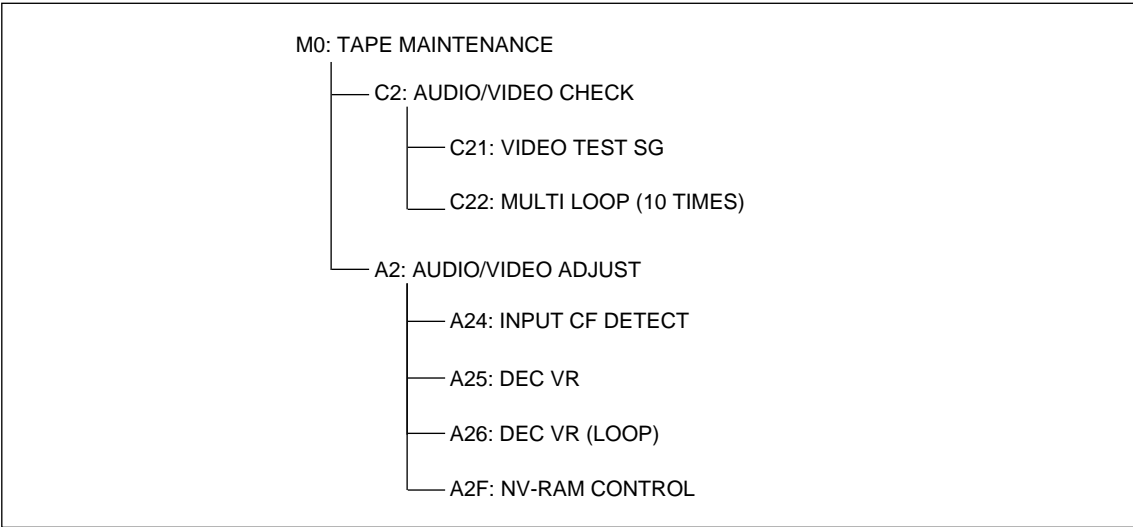 M0: TAPE MAINTENANCE
C2: AUDIO/VIDEO CHECK
C21: VIDEO TEST SG
C22: MULTI LOOP (10 TIMES)
A2: AUDIO/VIDEO ADJUST
A24: INPUT CF DETECT
A25: DEC VR
A26: DEC VR (LOOP)
A2F: NV-RAM CONTROL